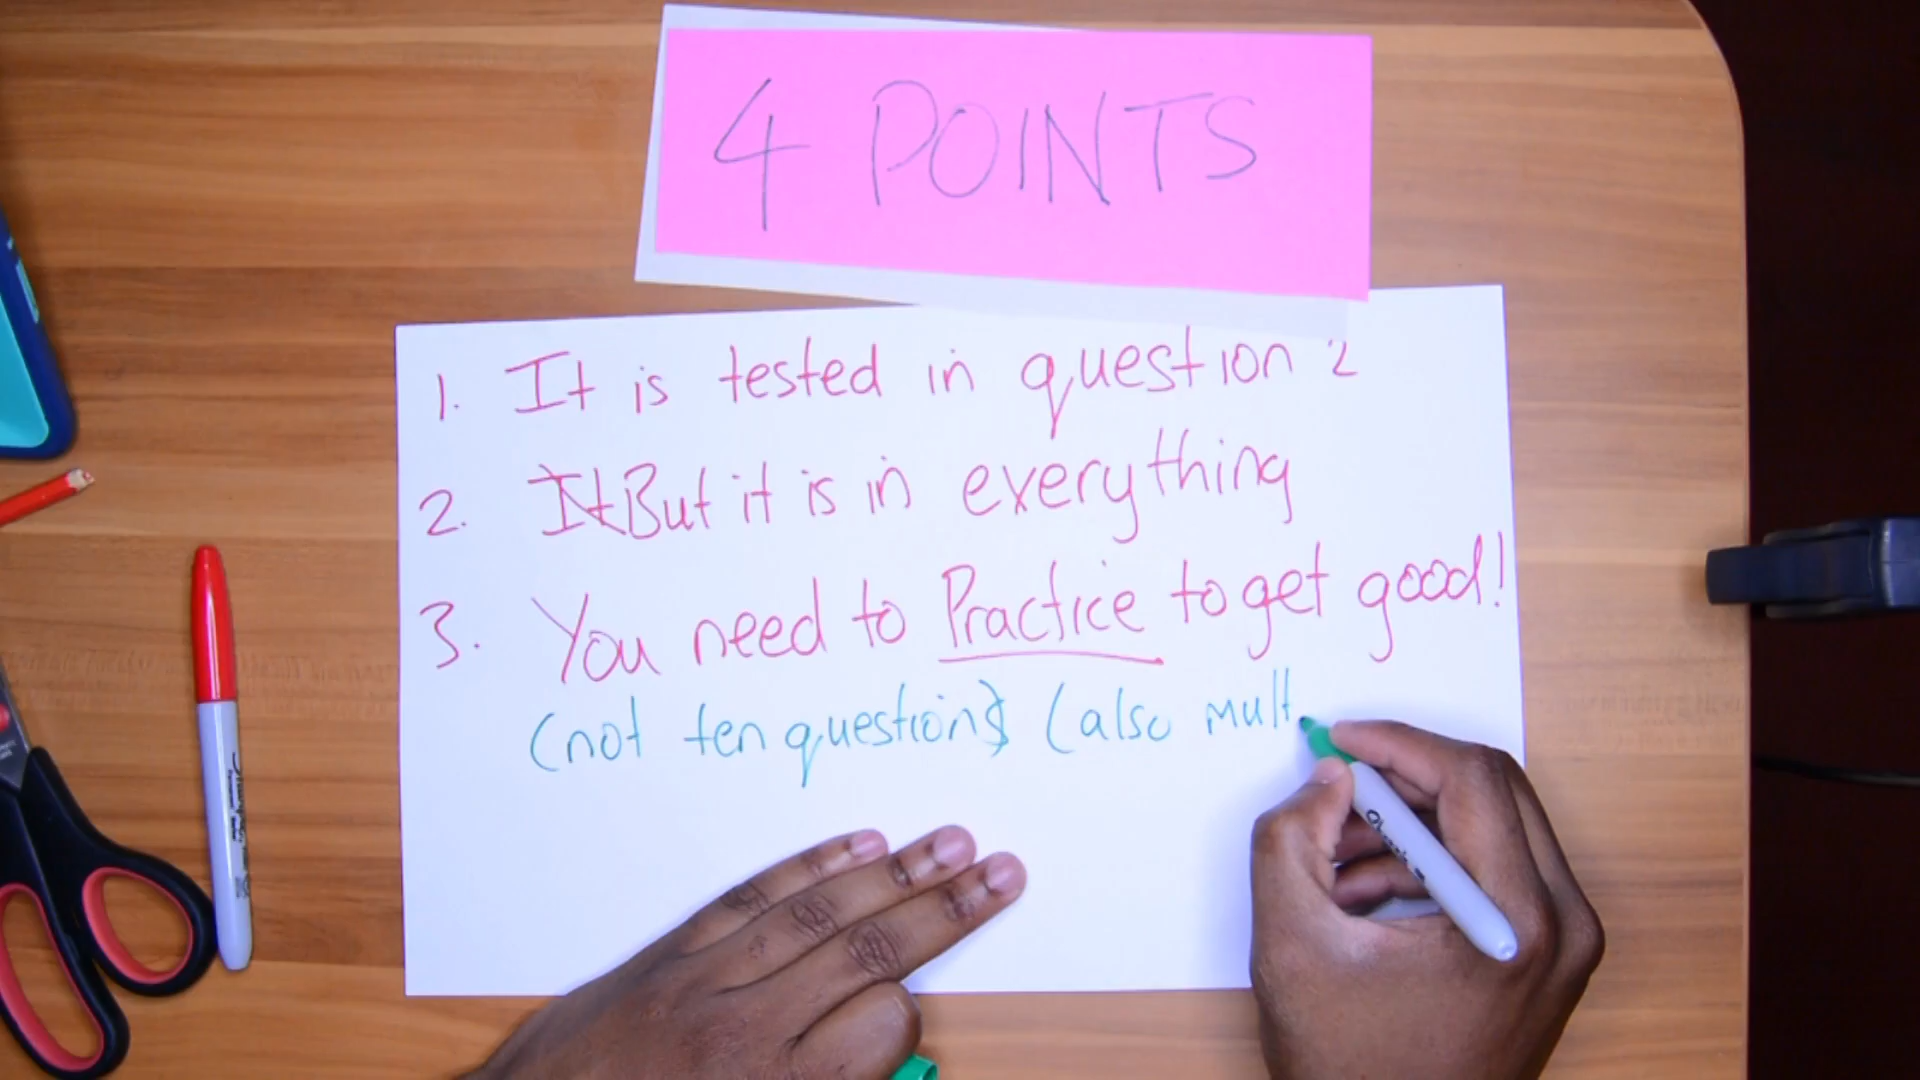 4 POINTS
1. It is tested in question 2
2. It But it is in everything
3. You need to Practice to get good!
(not ten questions) (also mult